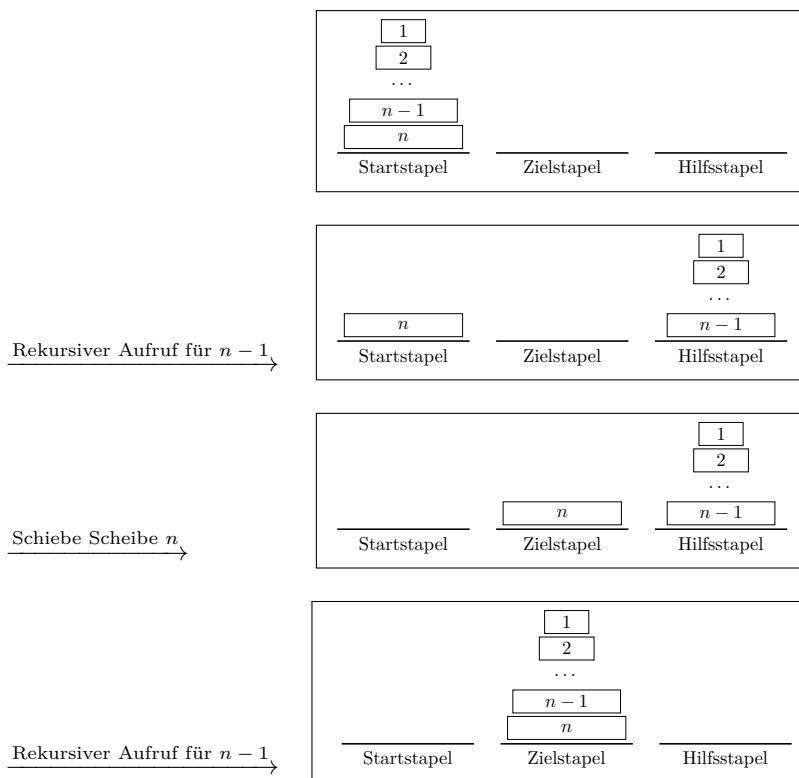 1
2
...
n − 1
n
Startstapel Zielstapel Hilfsstapel
1
2
...
n n − 1
Rekursiver Aufruf für n − 1 Startstapel Zielstapel Hilfsstapel
1
2
...
n n − 1
Schiebe Scheibe n Startstapel Zielstapel Hilfsstapel
1
2
...
n − 1
n
Rekursiver Aufruf für n − 1 Startstapel Zielstapel Hilfsstapel